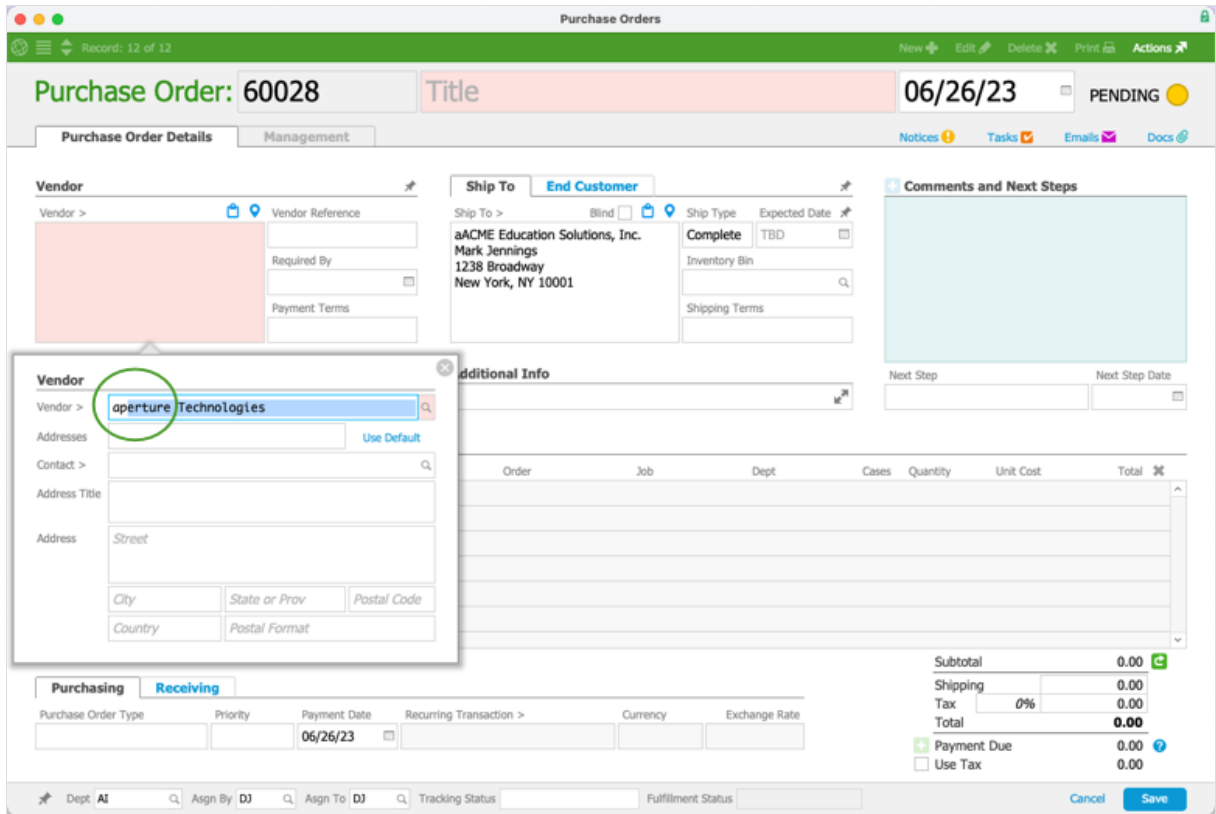 Purchase Orders
Record: 12 of 12
New Edit Delete Print Actions
Purchase Order: 60028 Title 06/26/23 PENDING
Purchase Order Details Management
Notices Tasks Emails Docs
Vendor
Vendor > Vendor Reference
Required By
Payment Terms
Ship To End Customer
Ship To > Blind Ship Type Expected Date
aACME Education Solutions, Inc. Complete TBD
Mark Jennings
1238 Broadway Inventory Bin
New York, NY 10001
Shipping Terms
Comments and Next Steps
Next Step Next Step Date
Vendor
Vendor > aperture Technologies
Addresses Use Default
Contact >
Address Title
Address Street
City State or Prov Postal Code
Country Postal Format
dditional Info
Order Job Dept Cases Quantity Unit Cost Total
Subtotal 0.00
Shipping 0.00
Tax 0% 0.00
Total 0.00
Payment Due 0.00
Use Tax 0.00
Purchasing Receiving
Purchase Order Type Priority Payment Date Recurring Transaction > Currency Exchange Rate
06/26/23
Dept AI Asgn By DJ Asgn To DJ Tracking Status Fulfillment Status Cancel Save